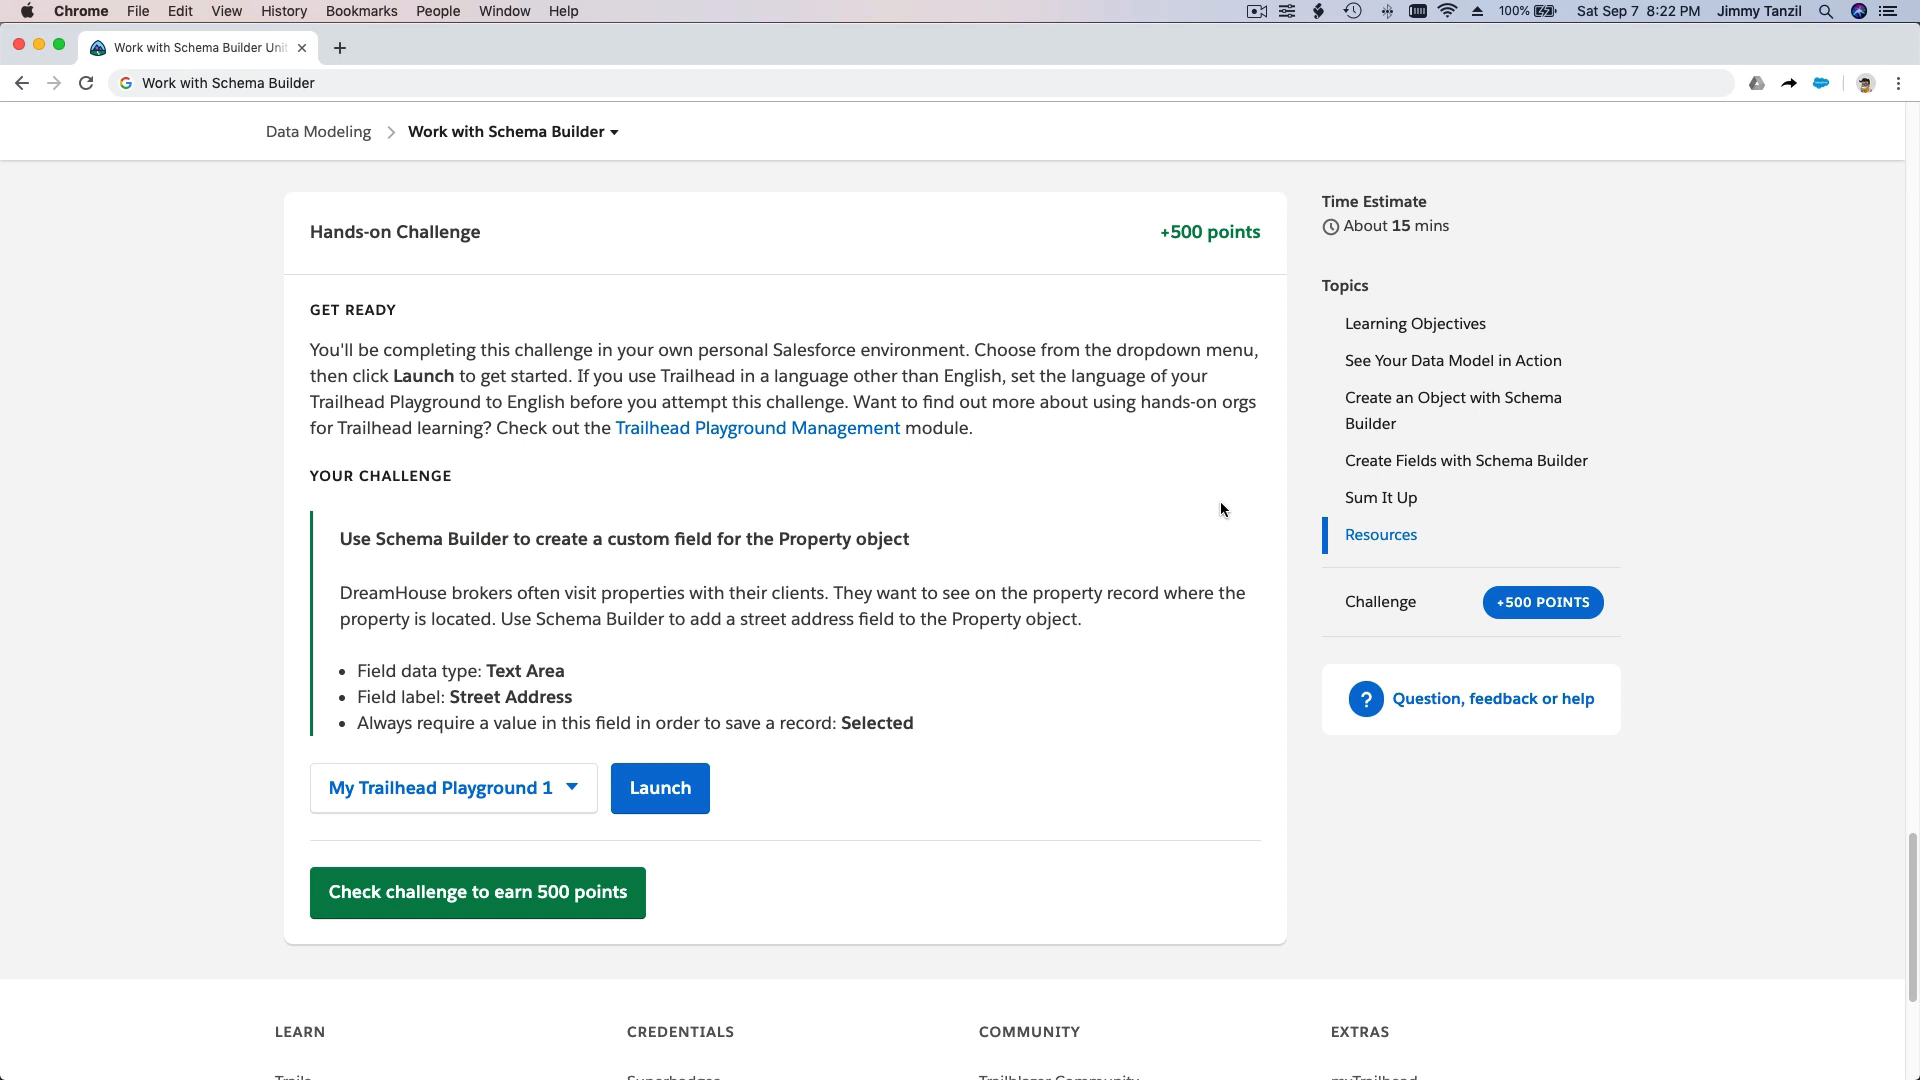 Chrome File Edit View History Bookmarks People Window Help 100% Sat Sep 7 8:22 PM Jimmy Tanzil
Work with Schema Builder Unit
Work with Schema Builder
Data Modeling > Work with Schema Builder
Hands-on Challenge +500 points
GET READY
You'll be completing this challenge in your own personal Salesforce environment. Choose from the dropdown menu,
then click Launch to get started. If you use Trailhead in a language other than English, set the language of your
Trailhead Playground to English before you attempt this challenge. Want to find out more about using hands-on orgs
for Trailhead learning? Check out the Trailhead Playground Management module.
YOUR CHALLENGE
Use Schema Builder to create a custom field for the Property object
DreamHouse brokers often visit properties with their clients. They want to see on the property record where the
property is located. Use Schema Builder to add a street address field to the Property object.
• Field data type: Text Area
• Field label: Street Address
• Always require a value in this field in order to save a record: Selected
My Trailhead Playground 1 Launch
Check challenge to earn 500 points
Time Estimate
About 15 mins
Topics
Learning Objectives
See Your Data Model in Action
Create an Object with Schema
Builder
Create Fields with Schema Builder
Sum It Up
Resources
Challenge +500 POINTS
? Question, feedback or help
LEARN CREDENTIALS COMMUNITY EXTRAS